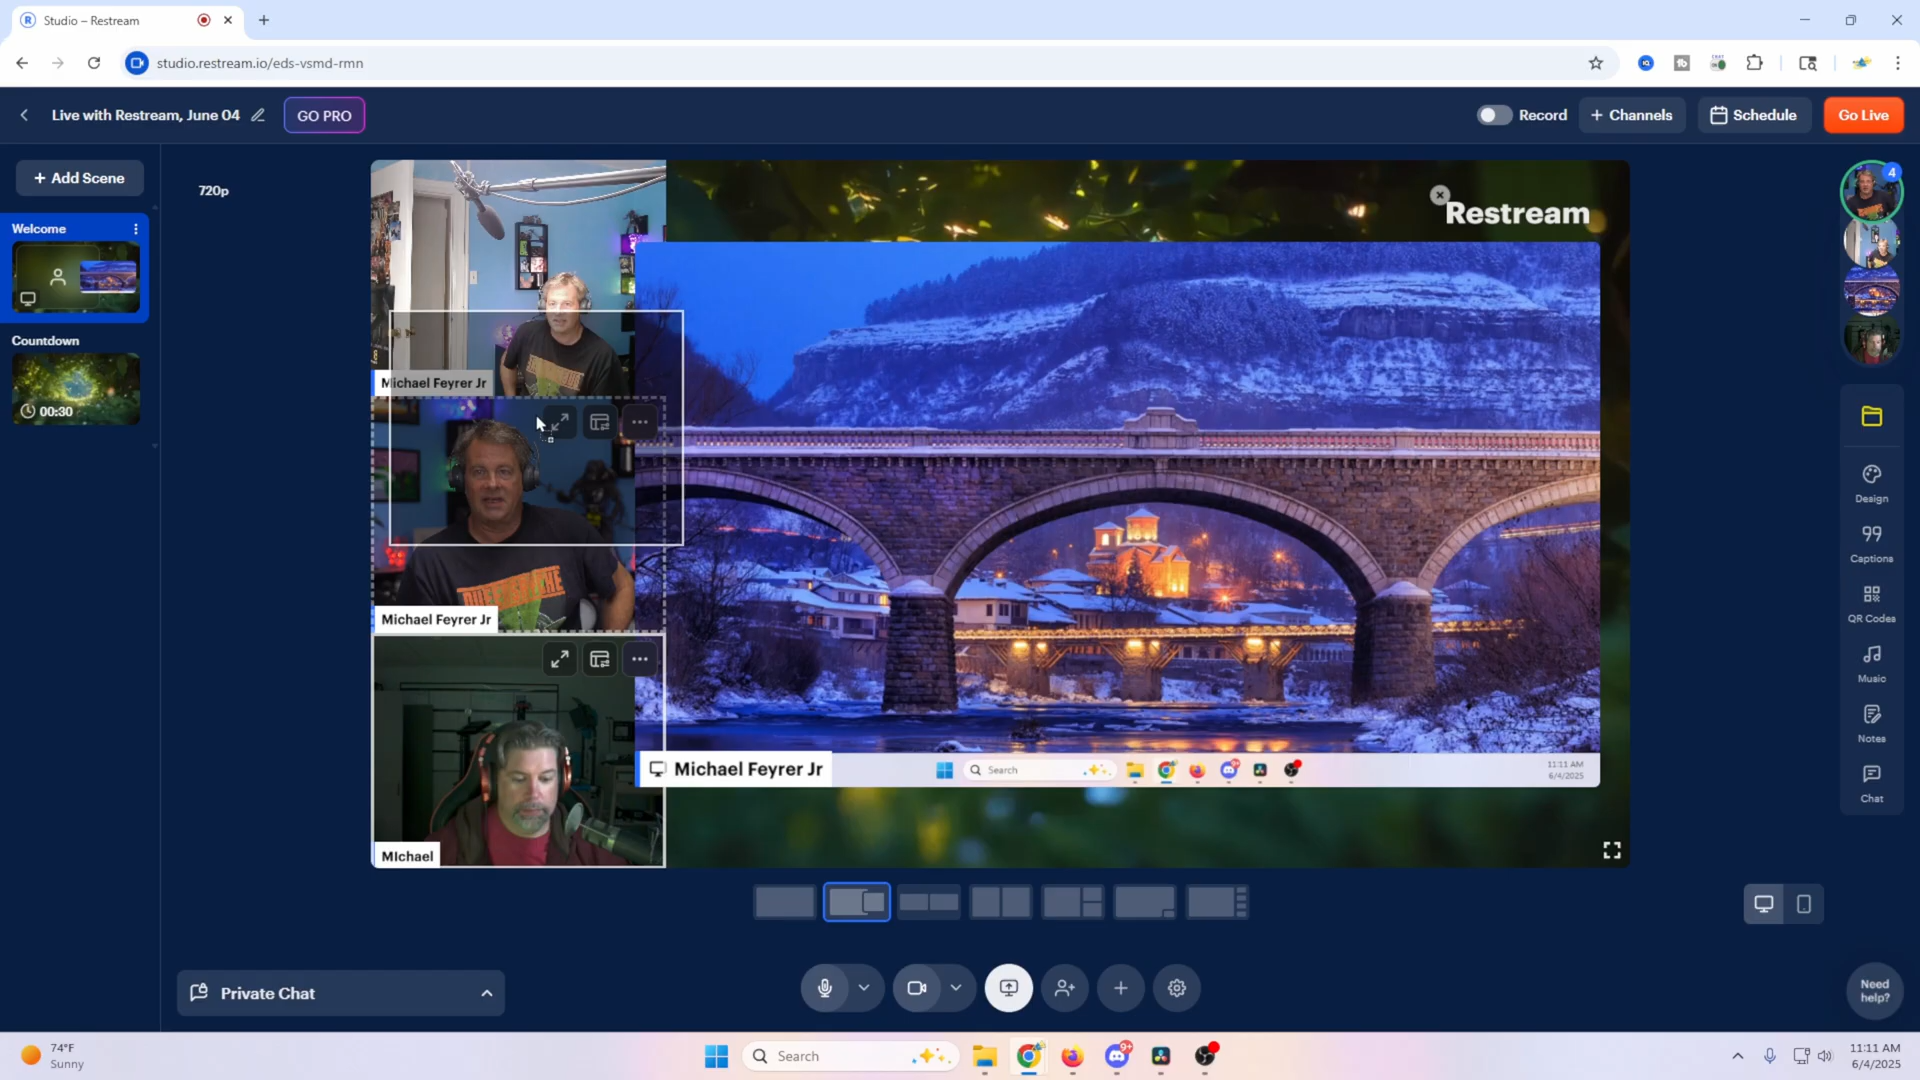 Studio – Restream
studio.restream.io/eds-vsmd-rmn
Live with Restream, June 04
GO PRO
Record
+ Channels
Schedule
Go Live
+ Add Scene
720p
Welcome
Countdown
00:30
Restream
4
Michael Feyrer Jr
Michael Feyrer Jr
MIchael
Michael Feyrer Jr
Search
11:11 AM
6/4/2025
Design
Captions
QR Codes
Music
Notes
Chat
Private Chat
Need
help?
74°F
Sunny
Search
9+
11:11 AM
6/4/2025